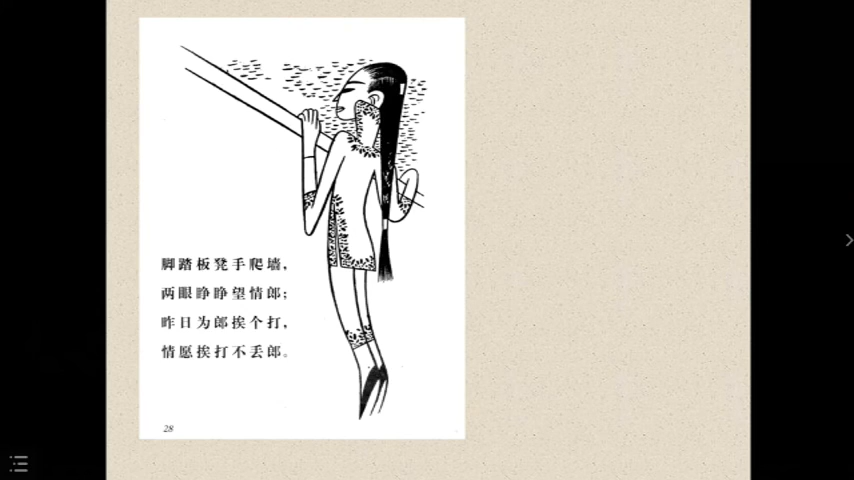 脚踏板凳手爬墙，
两眼睁睁望情郎；
昨日为郎挨个打，
情愿挨打不丢郎。
28